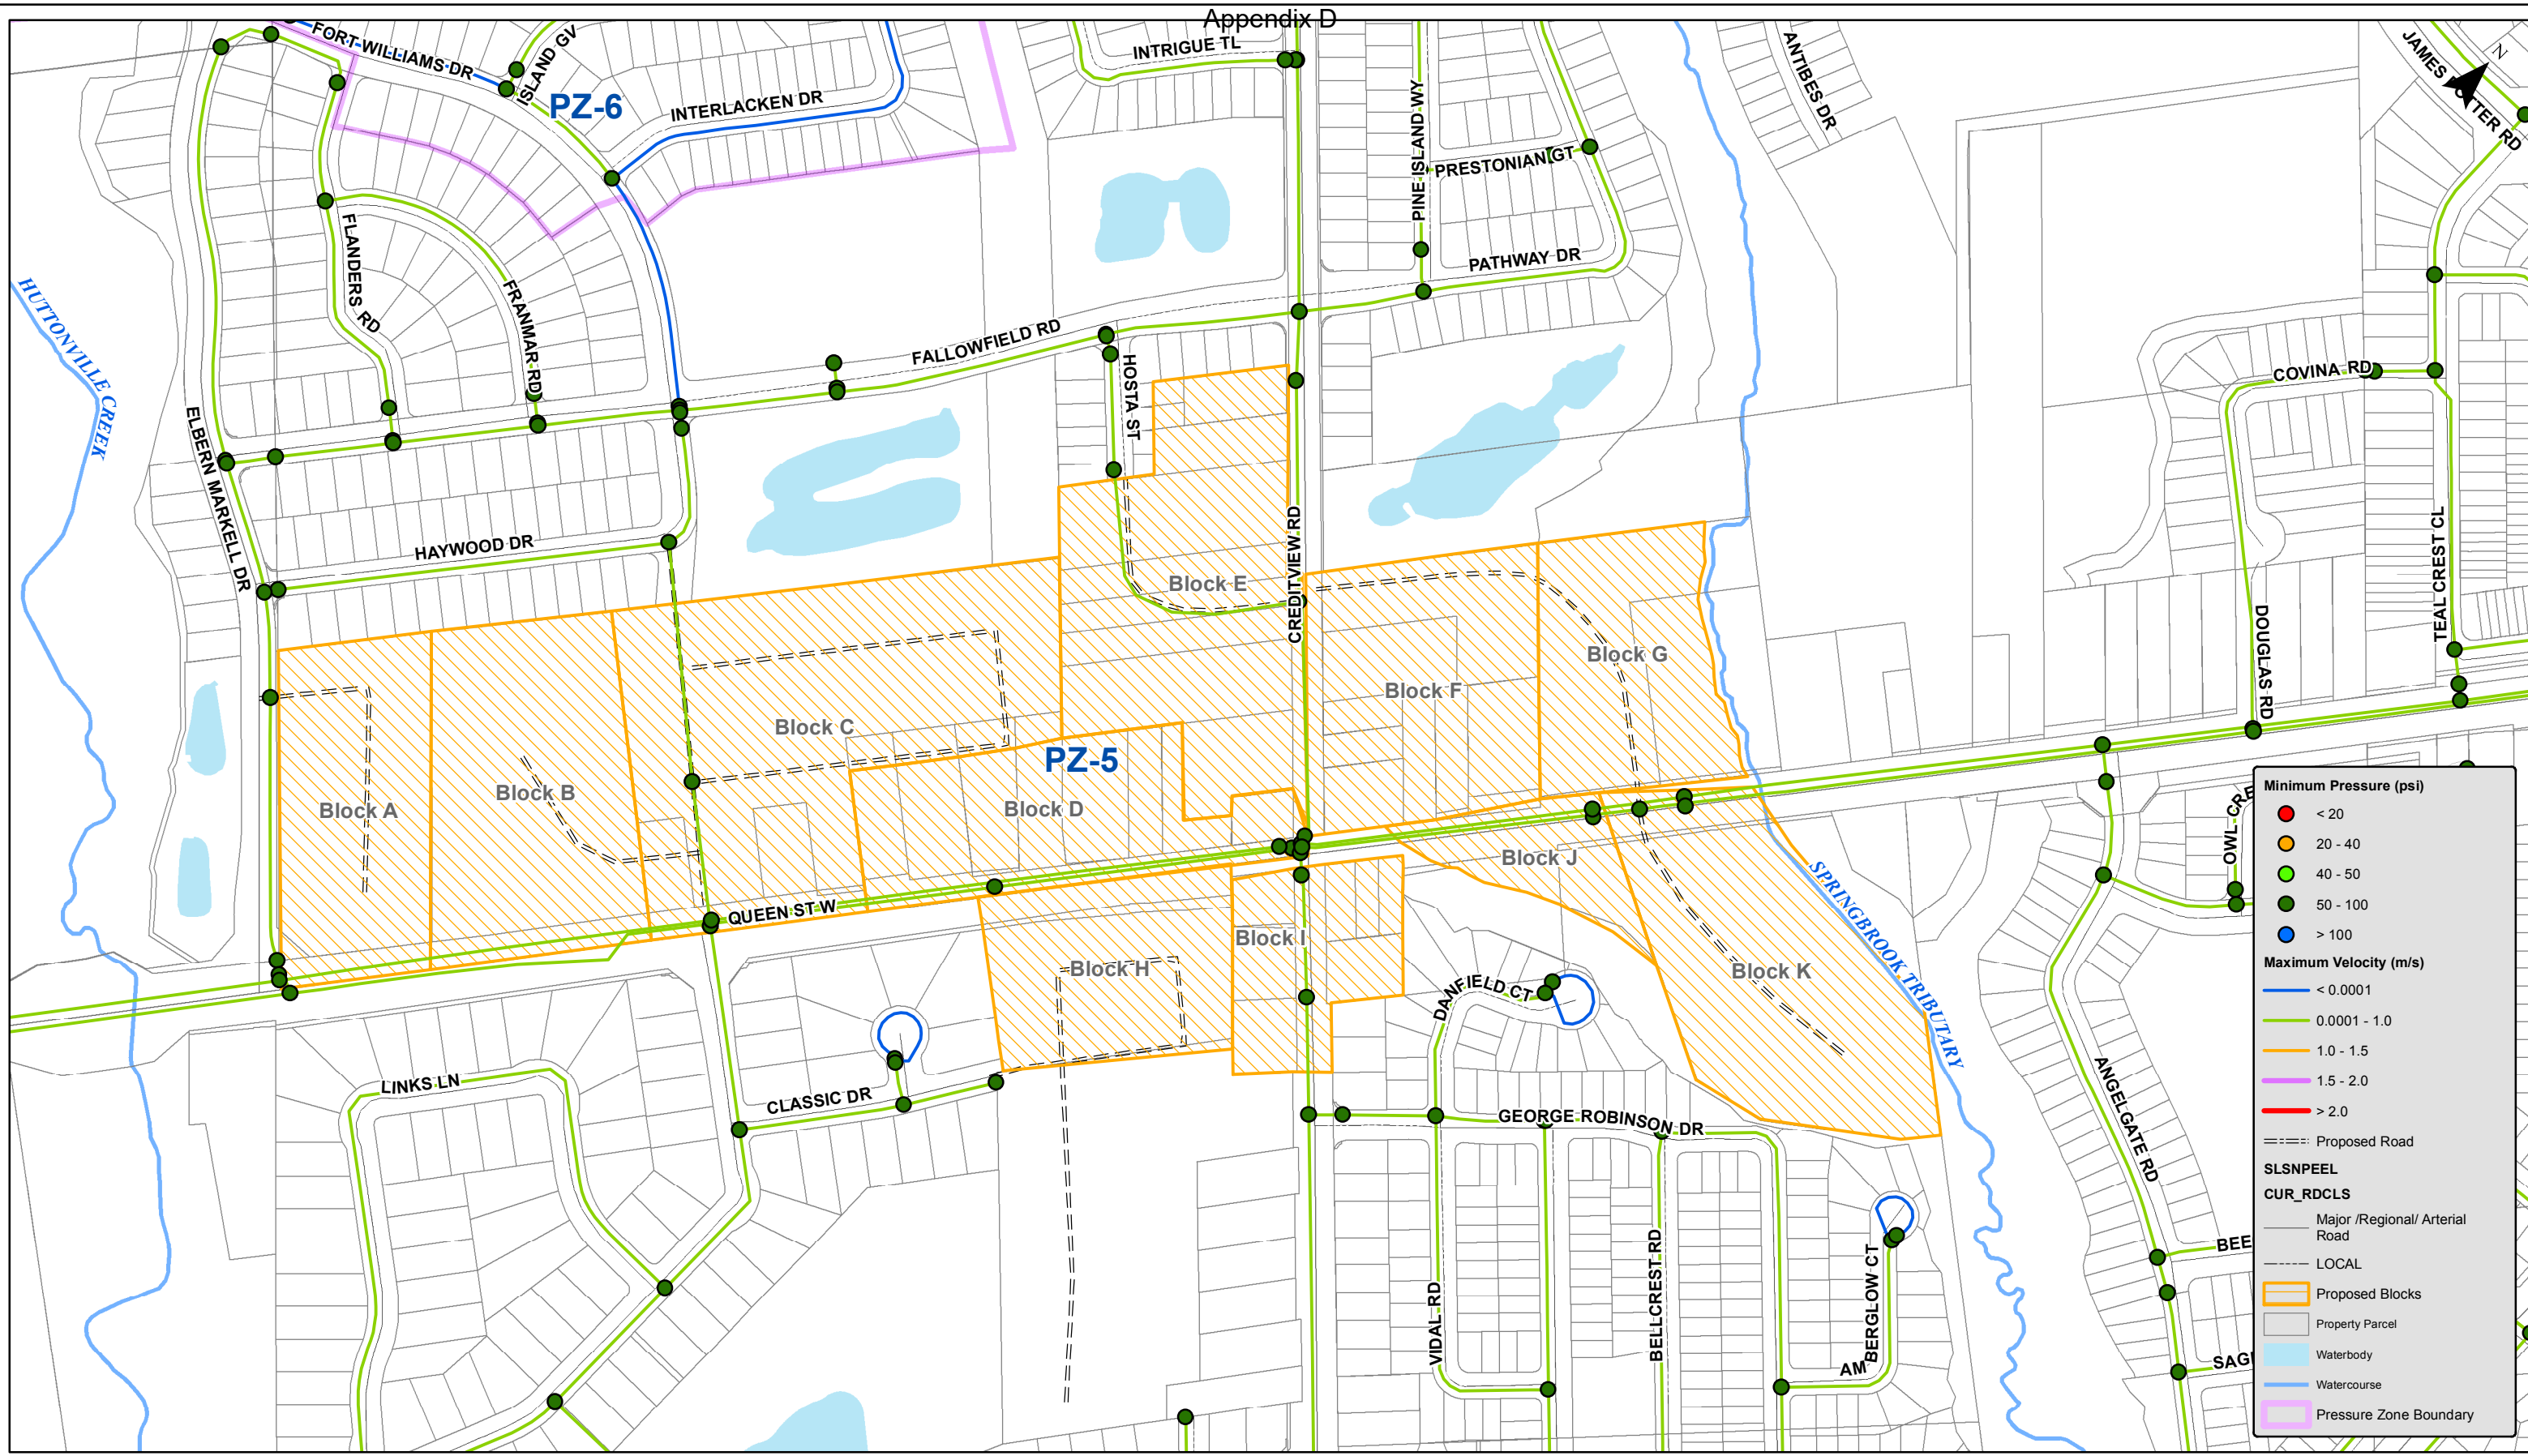 Appendix D
FORT WILLIAMS DR
ISLAND GV
PZ-6
INTERLACKEN DR
INTRIGUE TL
PINE ISLAND WY
PRESTONIAN GT
PATHWAY DR
ANTIBES DR
JAMES POTTER RD
N
HUTTONVILLE CREEK
FLANDERS RD
FRANMAR RD
FALLOWFIELD RD
HOSTA ST
COVINA RD
ELBERN MARKELL DR
HAYWOOD DR
CREDITVIEW RD
DOUGLAS RD
TEAL CREST CL
Block E
Block G
Block F
Block C
PZ-5
Block A
Block B
Block D
Block J
QUEEN ST W
Block I
Block H
Block K
SPRINGBROOK TRIBUTARY
OWL CRE
DANFIELD CT
LINKS LN
CLASSIC DR
GEORGE ROBINSON DR
ANGELGATE RD
VIDAL RD
BELLCREST RD
BERGLOW CT
AM
BEE
SAG
Minimum Pressure (psi)
< 20
20 - 40
40 - 50
50 - 100
> 100
Maximum Velocity (m/s)
< 0.0001
0.0001 - 1.0
1.0 - 1.5
1.5 - 2.0
> 2.0
Proposed Road
SLSNPEEL
CUR_RDCLS
Major /Regional/ Arterial
Road
LOCAL
Proposed Blocks
Property Parcel
Waterbody
Watercourse
Pressure Zone Boundary